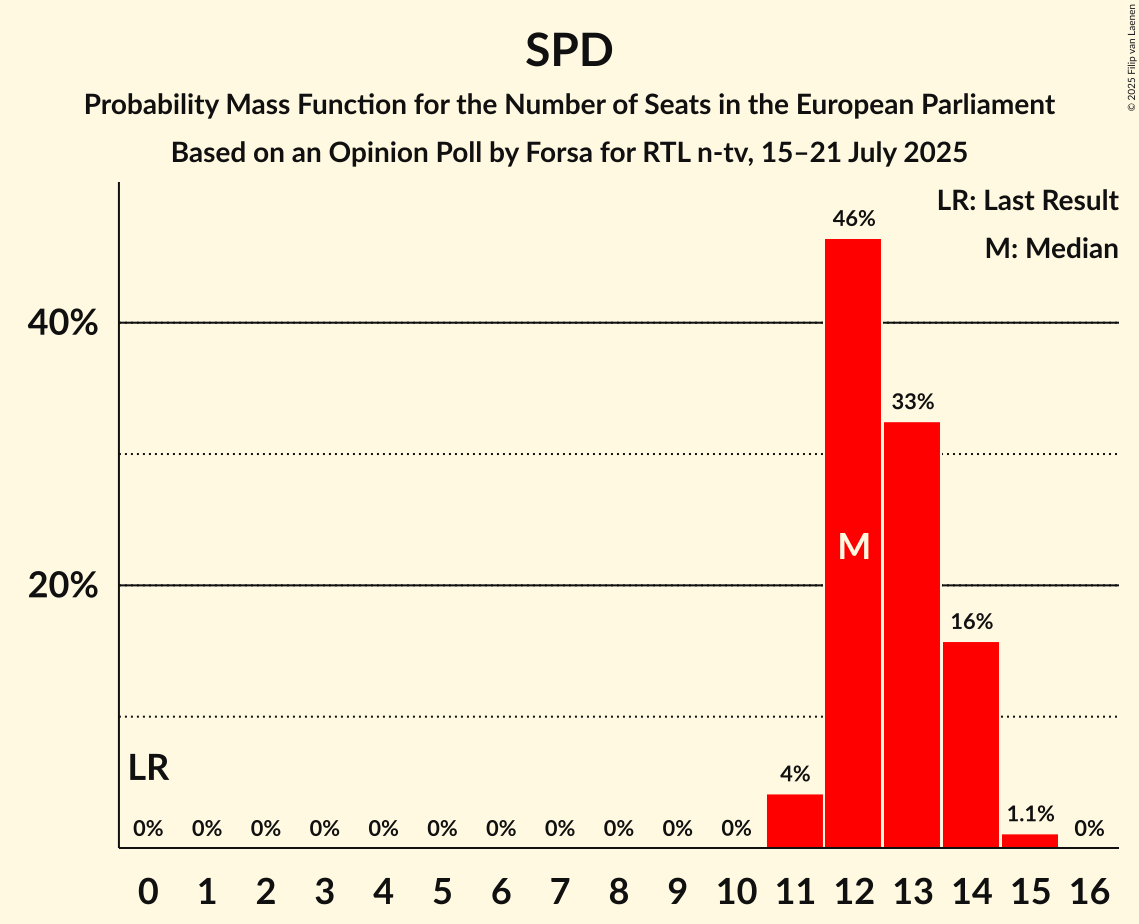 SPD
Probability Mass Function for the Number of Seats in the European Parliament
Based on an Opinion Poll by Forsa for RTL n-tv, 15–21 July 2025
© 2025 Filip van Laenen
LR: Last Result
M: Median
46%
40%
33%
M
20%
16%
LR
4%
1.1%
0% 0% 0% 0% 0% 0% 0% 0% 0% 0% 0% 0%
0 1 2 3 4 5 6 7 8 9 10 11 12 13 14 15 16